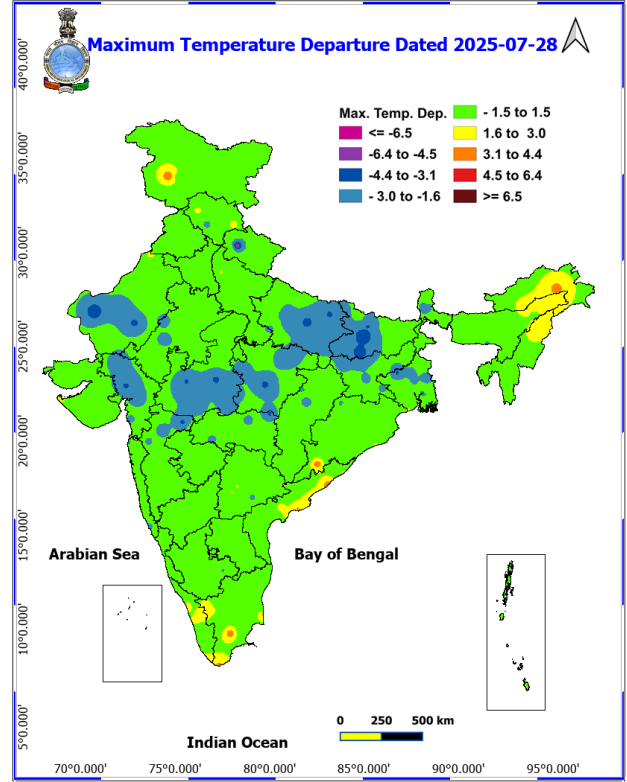 Maximum Temperature Departure Dated 2025-07-28
Max. Temp. Dep.
<= -6.5
-6.4 to -4.5
-4.4 to -3.1
- 3.0 to -1.6
- 1.5 to 1.5
1.6 to 3.0
3.1 to 4.4
4.5 to 6.4
>= 6.5
40°0.000'
35°0.000'
30°0.000'
25°0.000'
20°0.000'
15°0.000'
10°0.000'
5°0.000'
Arabian Sea
Bay of Bengal
0 250 500 km
Indian Ocean
70°0.000' 75°0.000' 80°0.000' 85°0.000' 90°0.000' 95°0.000'